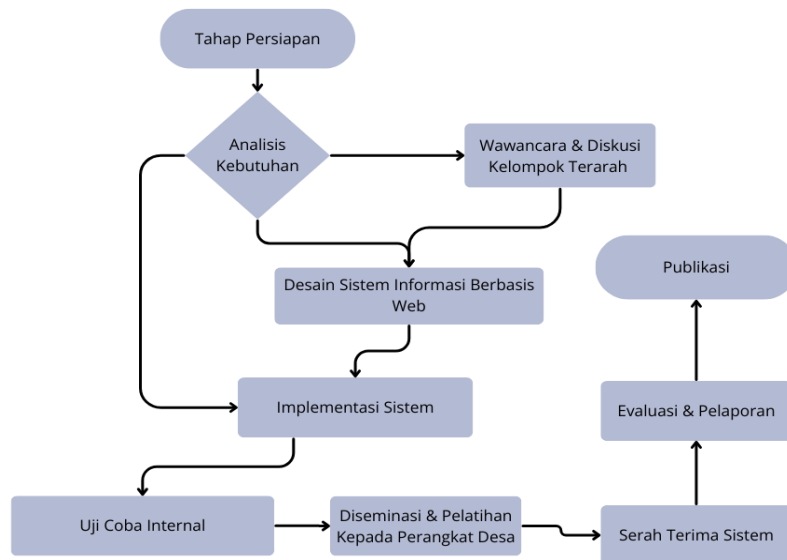 Tahap Persiapan
Analisis
Kebutuhan
Wawancara & Diskusi
Kelompok Terarah
Desain Sistem Informasi Berbasis
Web
Implementasi Sistem
Uji Coba Internal
Diseminasi & Pelatihan
Kepada Perangkat Desa
Serah Terima Sistem
Evaluasi & Pelaporan
Publikasi